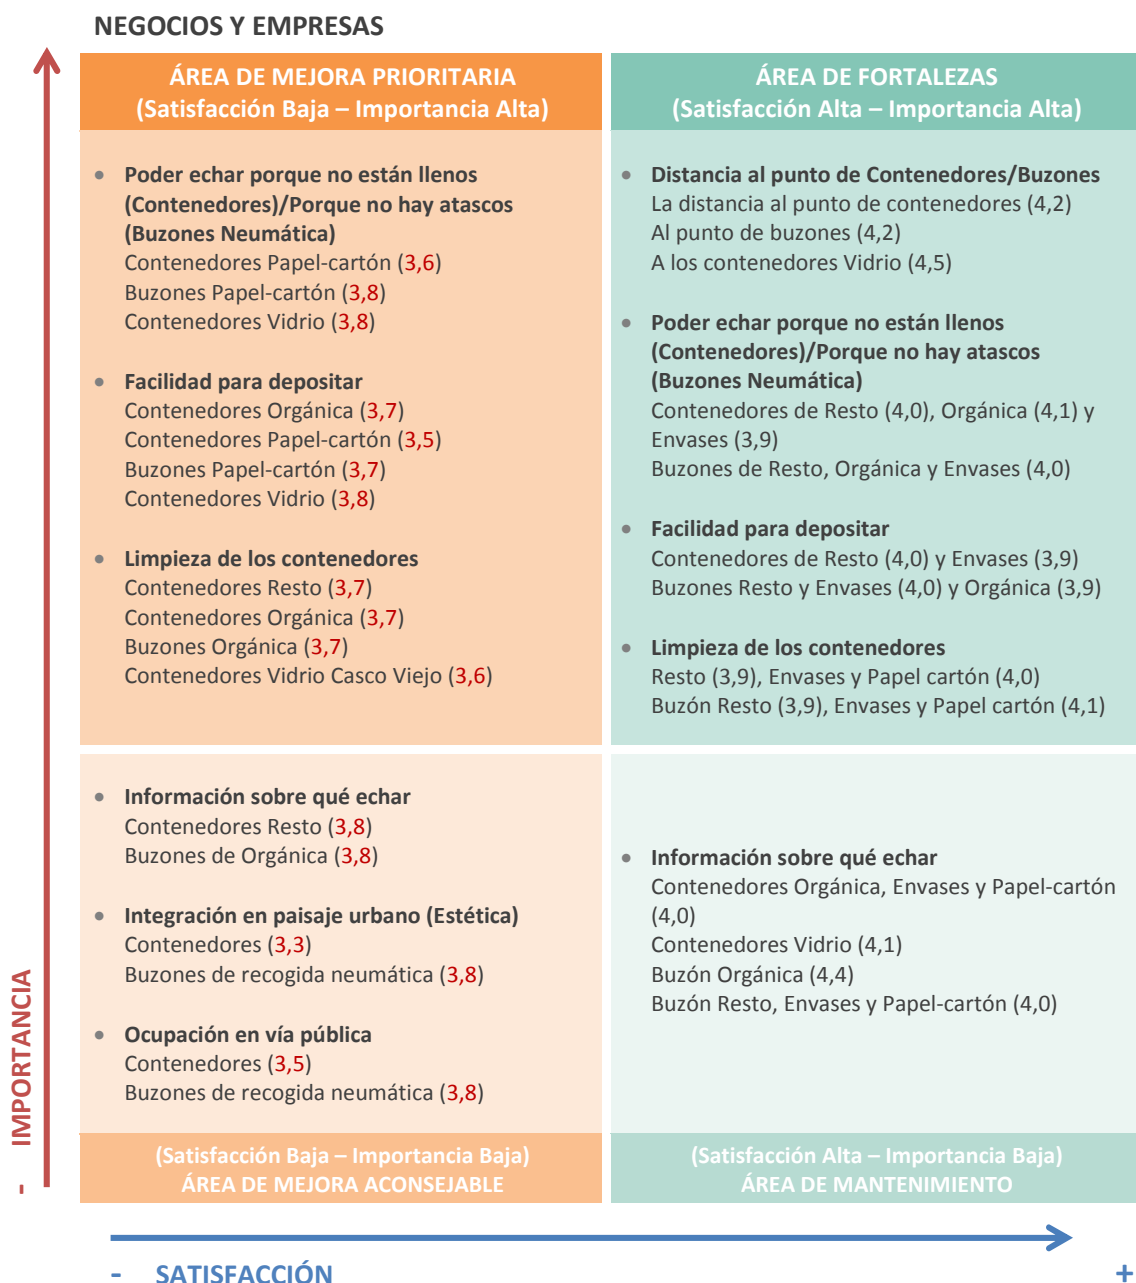 NEGOCIOS Y EMPRESAS
ÁREA DE MEJORA PRIORITARIA
(Satisfacción Baja – Importancia Alta)
• Poder echar porque no están llenos
(Contenedores)/Porque no hay atascos
(Buzones Neumática)
Contenedores Papel-cartón (3,6)
Buzones Papel-cartón (3,8)
Contenedores Vidrio (3,8)
• Facilidad para depositar
Contenedores Orgánica (3,7)
Contenedores Papel-cartón (3,5)
Buzones Papel-cartón (3,7)
Contenedores Vidrio (3,8)
• Limpieza de los contenedores
Contenedores Resto (3,7)
Contenedores Orgánica (3,7)
Buzones Orgánica (3,7)
Contenedores Vidrio Casco Viejo (3,6)
ÁREA DE FORTALEZAS
(Satisfacción Alta – Importancia Alta)
• Distancia al punto de Contenedores/Buzones
La distancia al punto de contenedores (4,2)
Al punto de buzones (4,2)
A los contenedores Vidrio (4,5)
• Poder echar porque no están llenos
(Contenedores)/Porque no hay atascos
(Buzones Neumática)
Contenedores de Resto (4,0), Orgánica (4,1) y
Envases (3,9)
Buzones de Resto, Orgánica y Envases (4,0)
• Facilidad para depositar
Contenedores de Resto (4,0) y Envases (3,9)
Buzones Resto y Envases (4,0) y Orgánica (3,9)
• Limpieza de los contenedores
Resto (3,9), Envases y Papel cartón (4,0)
Buzón Resto (3,9), Envases y Papel cartón (4,1)
• Información sobre qué echar
Contenedores Resto (3,8)
Buzones de Orgánica (3,8)
• Integración en paisaje urbano (Estética)
Contenedores (3,3)
Buzones de recogida neumática (3,8)
• Ocupación en vía pública
Contenedores (3,5)
Buzones de recogida neumática (3,8)
(Satisfacción Baja – Importancia Baja)
ÁREA DE MEJORA ACONSEJABLE
• Información sobre qué echar
Contenedores Orgánica, Envases y Papel-cartón
(4,0)
Contenedores Vidrio (4,1)
Buzón Orgánica (4,4)
Buzón Resto, Envases y Papel-cartón (4,0)
(Satisfacción Alta – Importancia Baja)
ÁREA DE MANTENIMIENTO
- IMPORTANCIA
- SATISFACCIÓN +